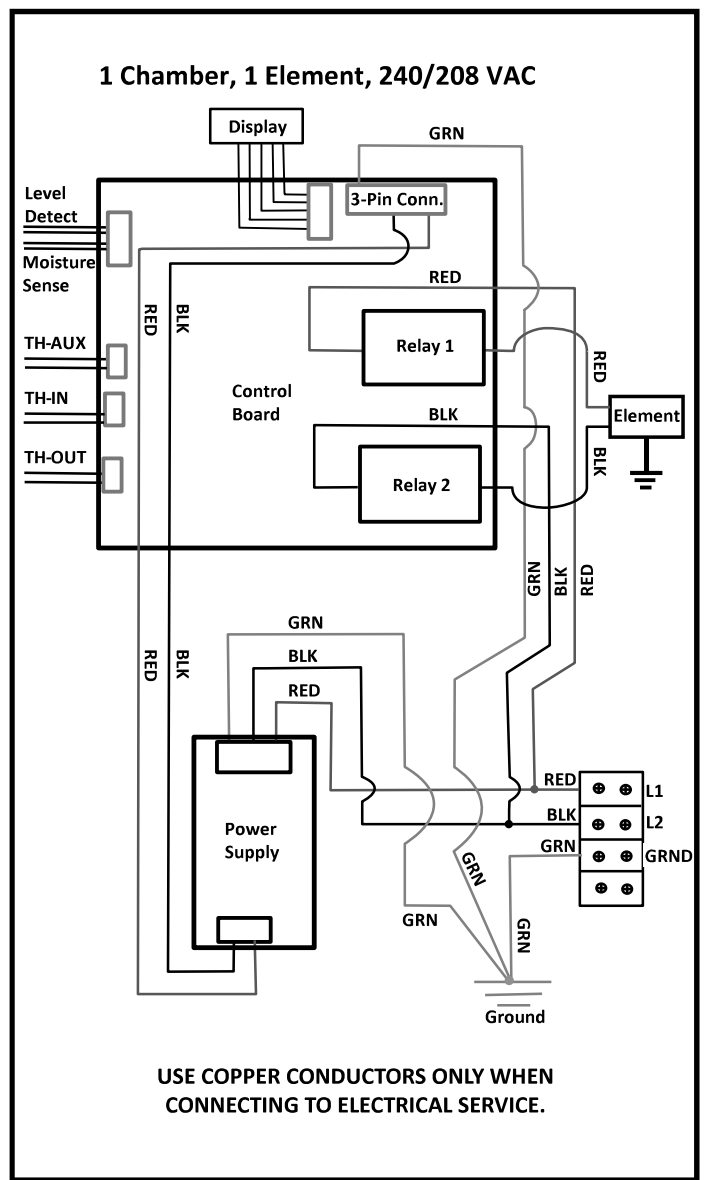 1 Chamber, 1 Element, 240/208 VAC
Display
GRN
Level
Detect
3-Pin Conn.
Moisture
Sense
RED
RED
BLK
Relay 1
TH-AUX
RED
TH-IN
Control
Board
BLK
Element
TH-OUT
BLK
Relay 2
GRN
BLK
RED
GRN
RED
BLK
BLK
RED
RED
L1
BLK
L2
Power
Supply
GRN
GRND
GRN
GRN
GRN
Ground
USE COPPER CONDUCTORS ONLY WHEN
CONNECTING TO ELECTRICAL SERVICE.